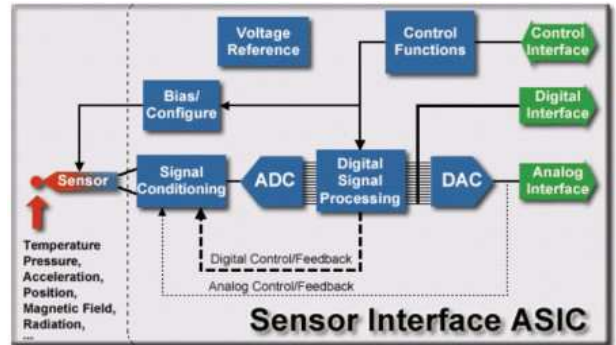 Voltage
Reference
Control
Functions
Control
Interface
Bias/
Configure
Digital
Interface
Sensor
Signal
Conditioning
ADC
Digital
Signal
Processing
DAC
Analog
Interface
Temperature
Pressure,
Acceleration,
Position,
Magnetic Field,
Radiation,
...
Digital Control/Feedback
Analog Control/Feedback
Sensor Interface ASIC